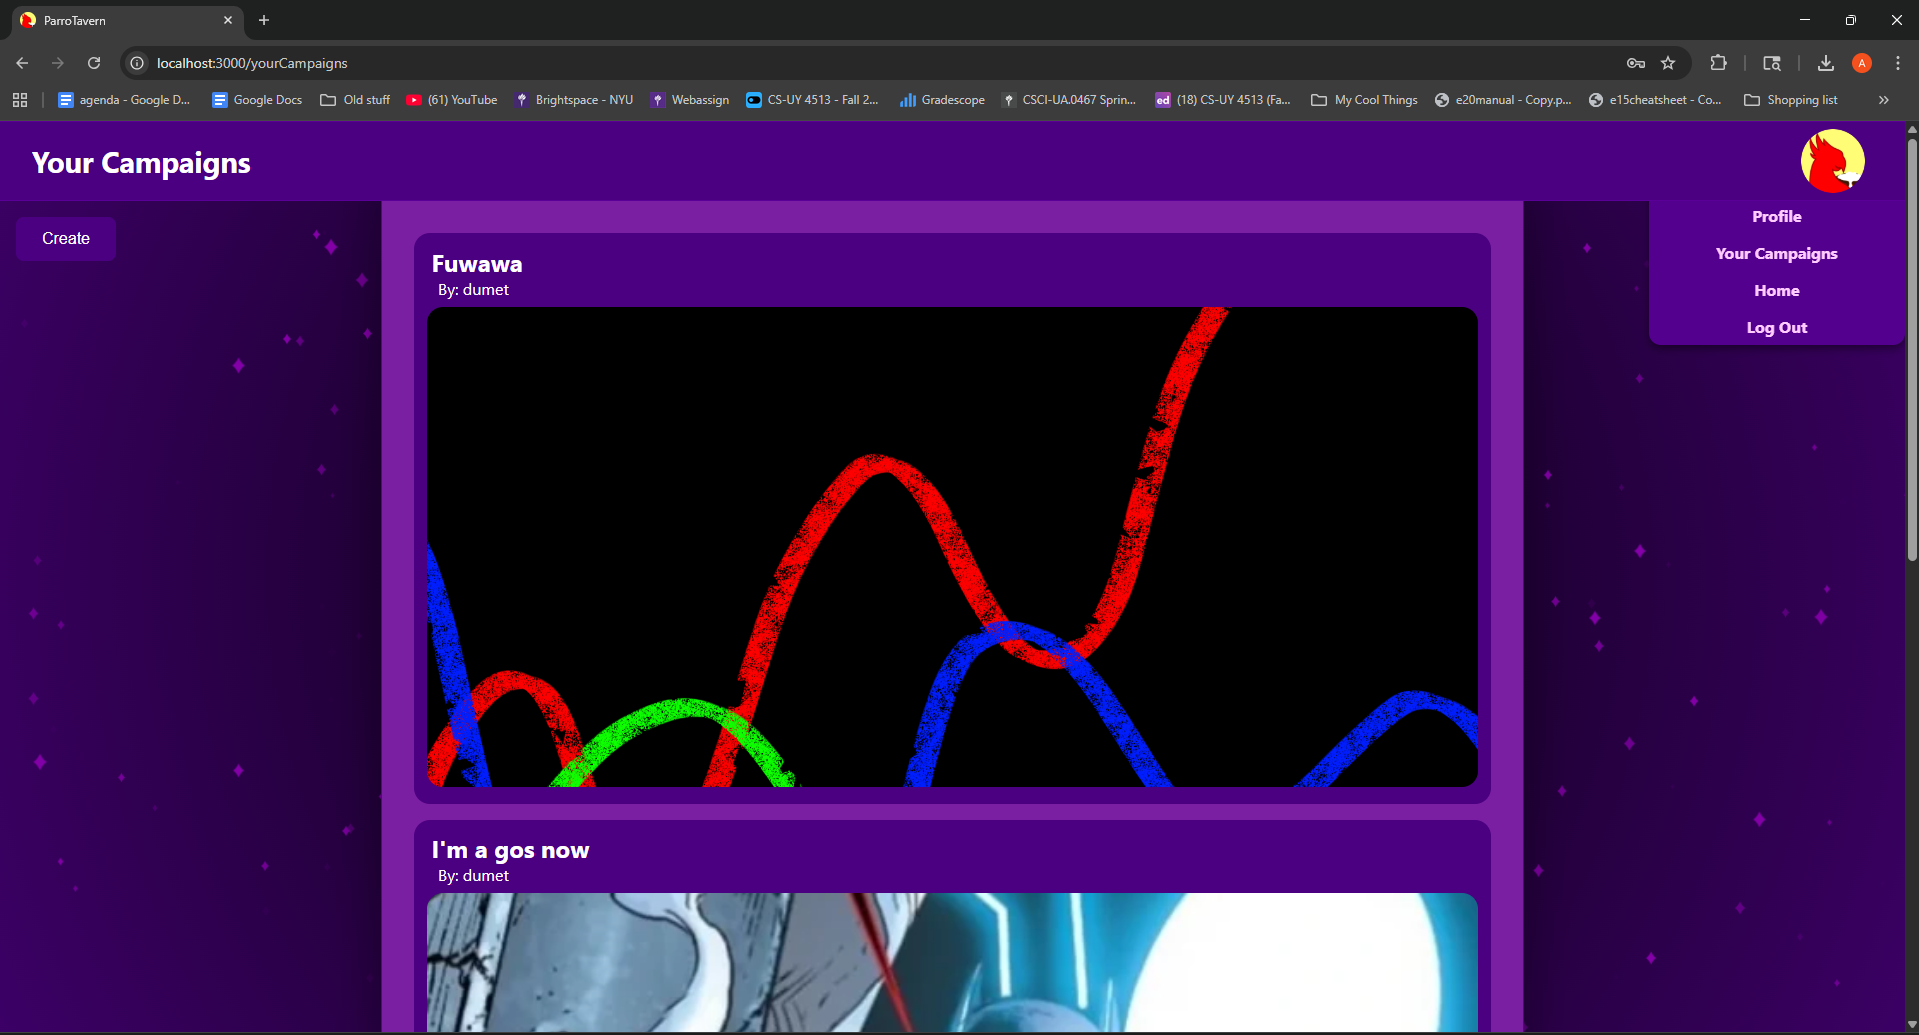 ParroTavern
localhost:3000/yourCampaigns
A
agenda - Google D...
Google Docs
Old stuff
(61) YouTube
Brightspace - NYU
Webassign
CS-UY 4513 - Fall 2...
Gradescope
CSCI-UA.0467 Sprin...
ed
(18) CS-UY 4513 (Fa...
My Cool Things
e20manual - Copy.p...
e15cheatsheet - Co...
Shopping list
Your Campaigns
Create
Profile
Your Campaigns
Home
Log Out
Fuwawa
By: dumet
I'm a gos now
By: dumet